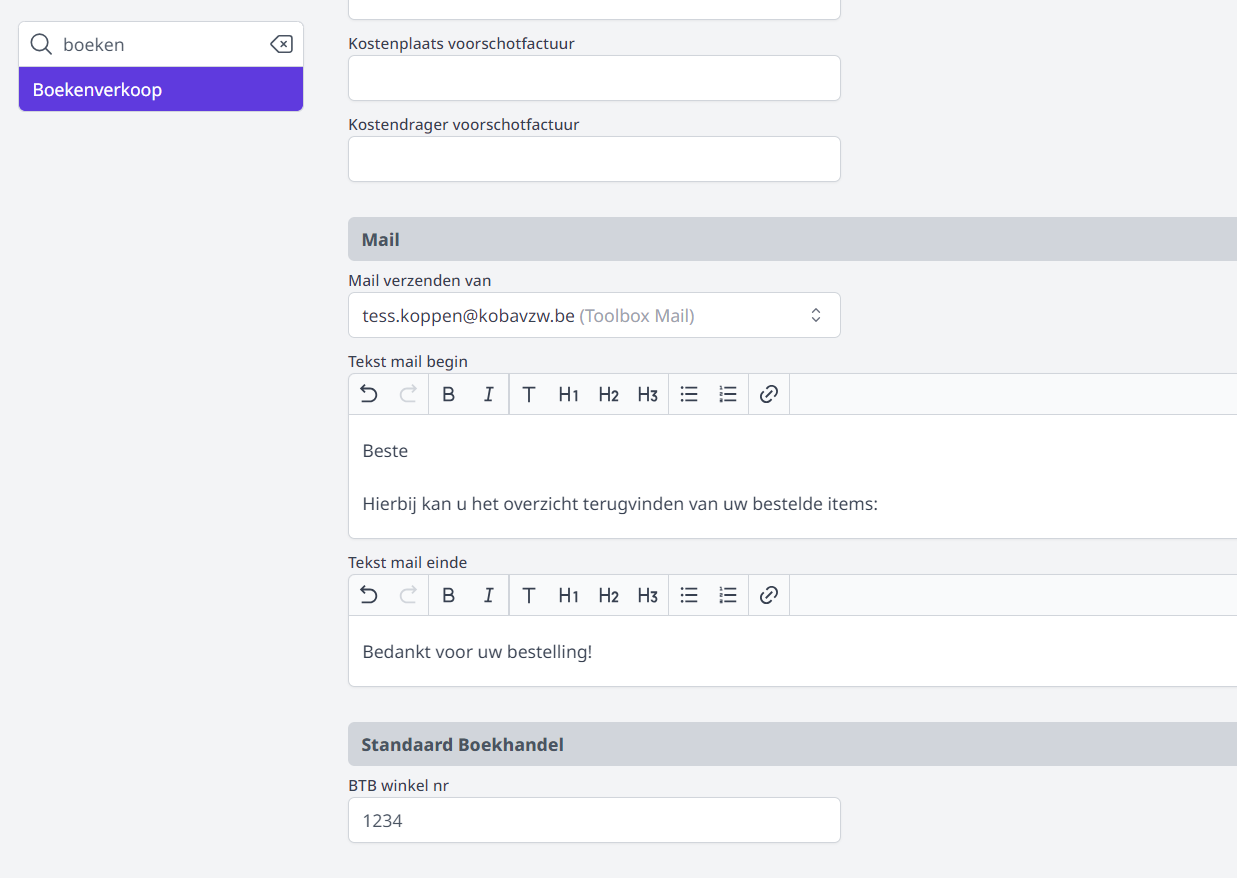 boeken
Boekenverkoop
Kostenplaats voorschotfactuur
Kostendrager voorschotfactuur
Mail
Mail verzenden van
tess.koppen@kobavzw.be (Toolbox Mail)
Tekst mail begin
B I T H1 H2 H3
Beste
Hierbij kan u het overzicht terugvinden van uw bestelde items:
Tekst mail einde
B I T H1 H2 H3
Bedankt voor uw bestelling!
Standaard Boekhandel
BTB winkel nr
1234